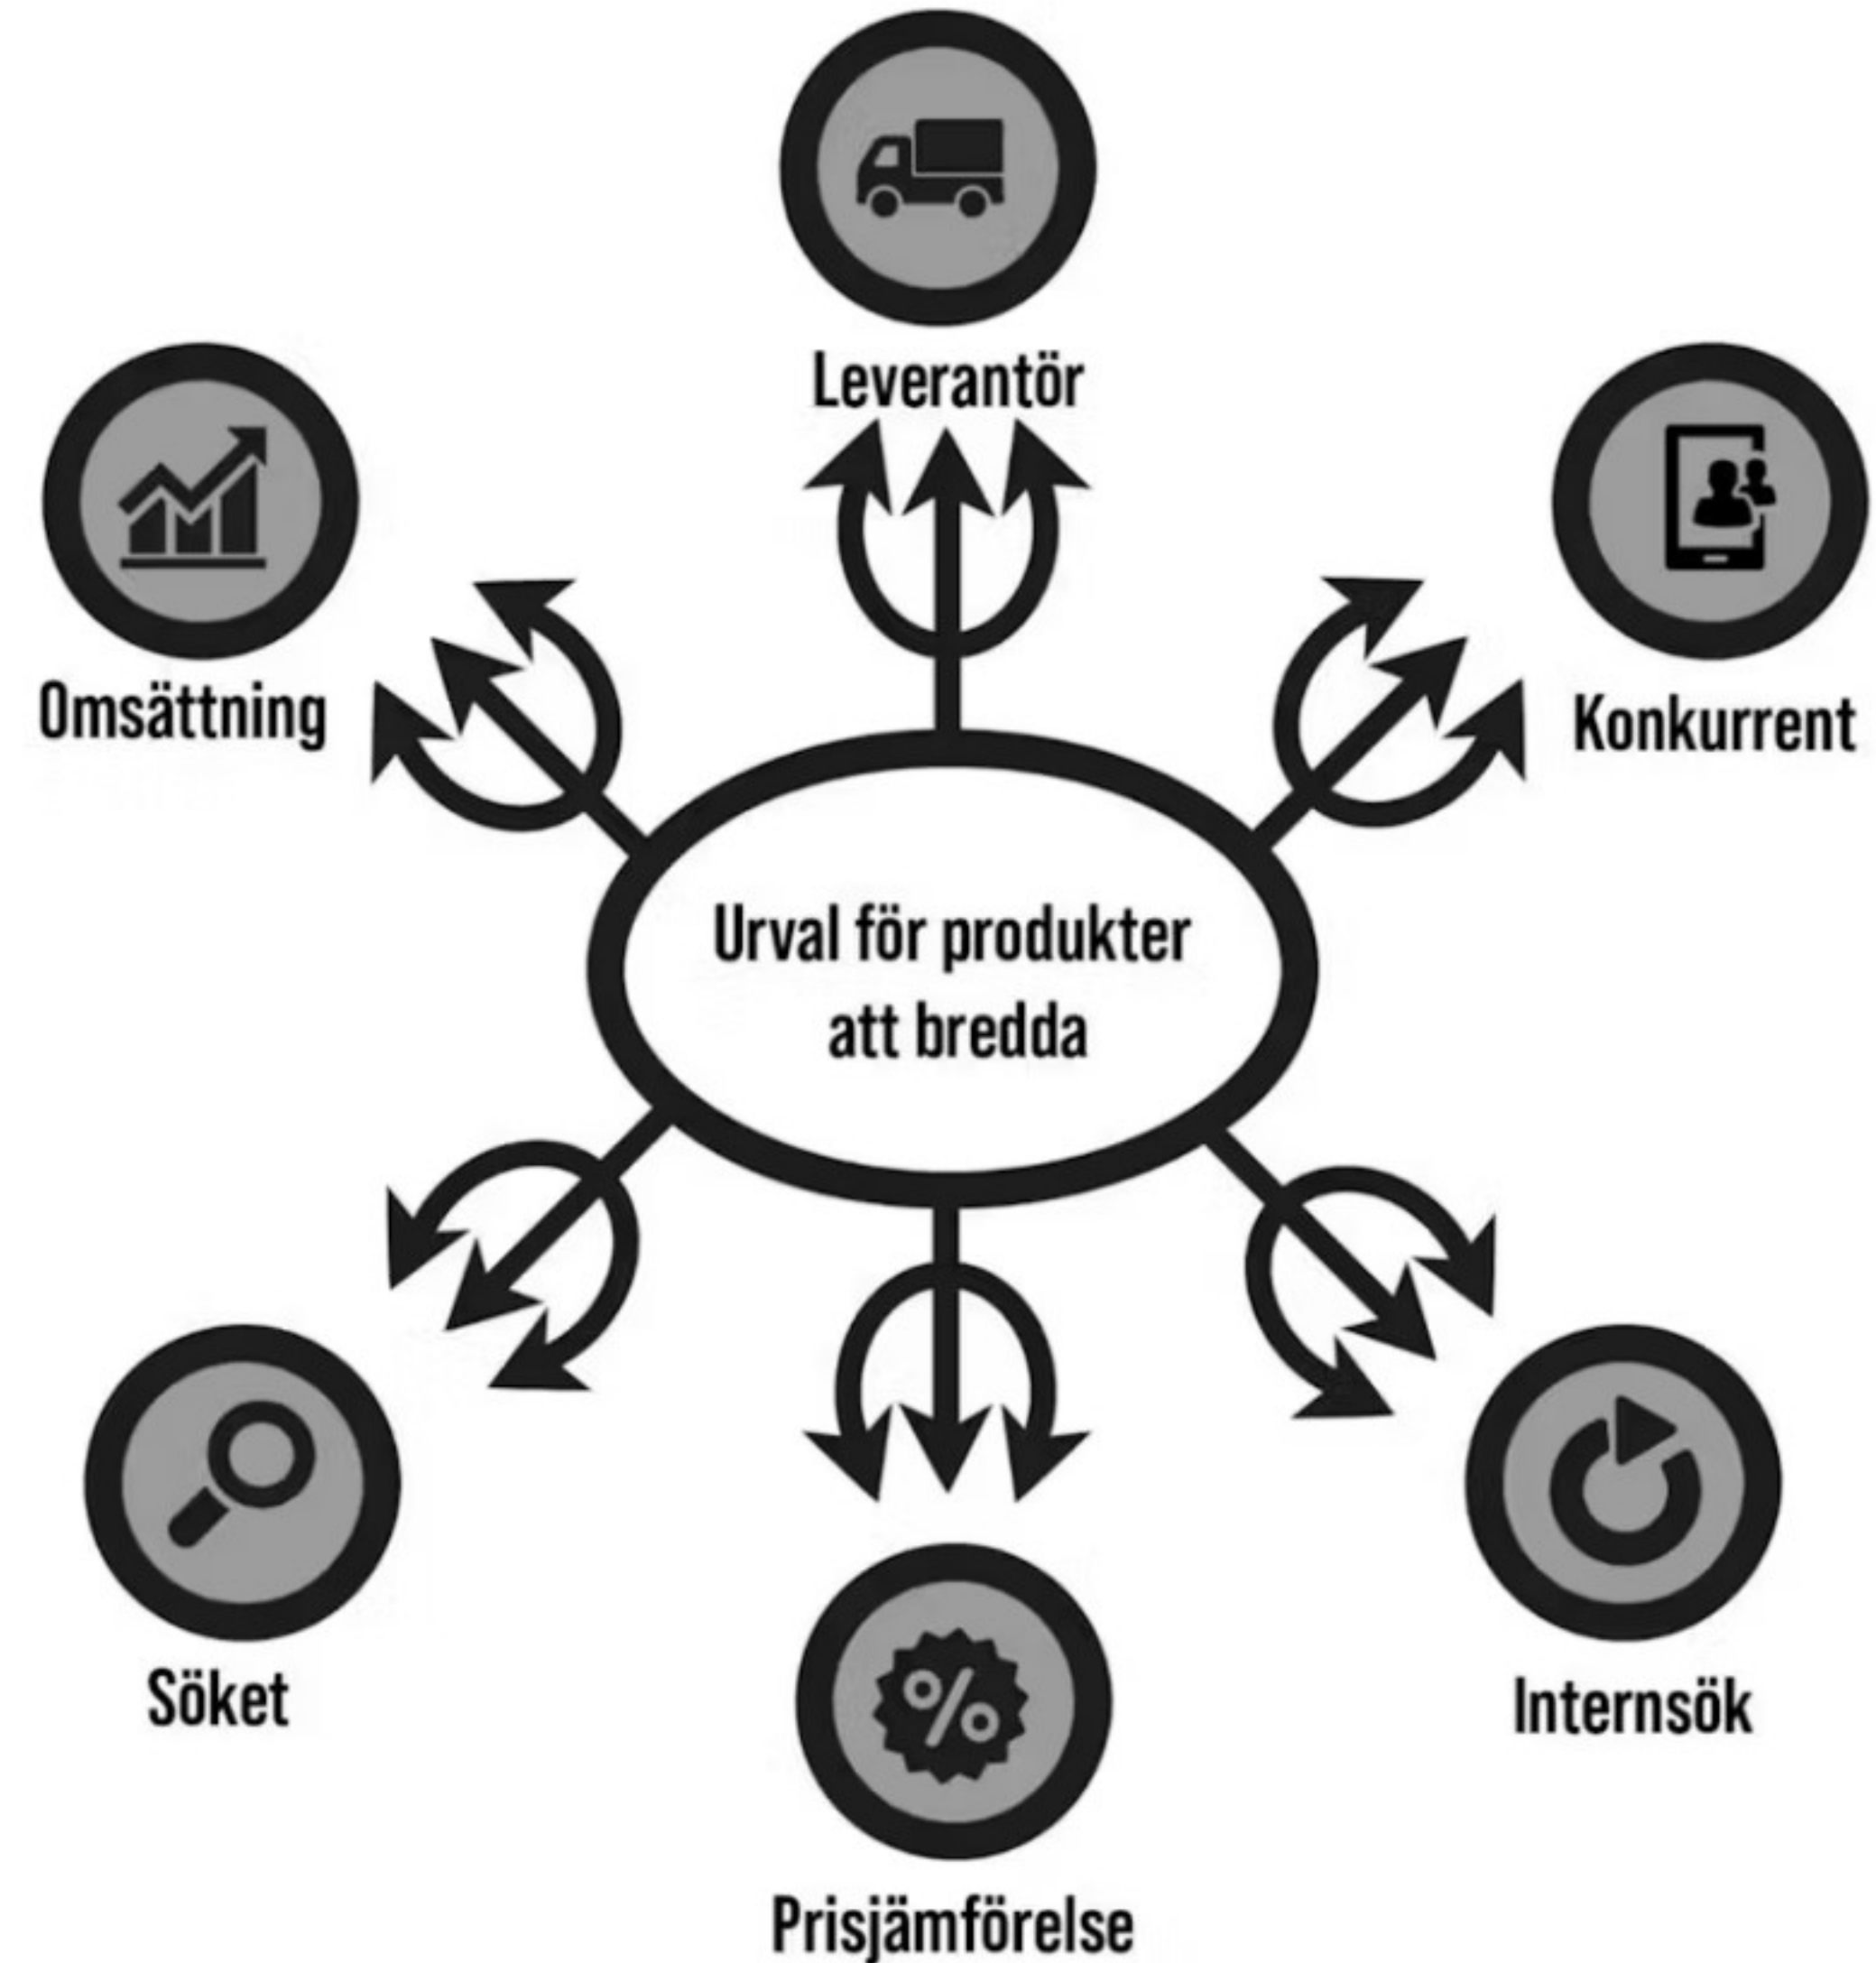 Leverantör
Omsättning
Konkurrent
Urval för produkter
att bredda
Söket
Internsök
%
Prisjämförelse